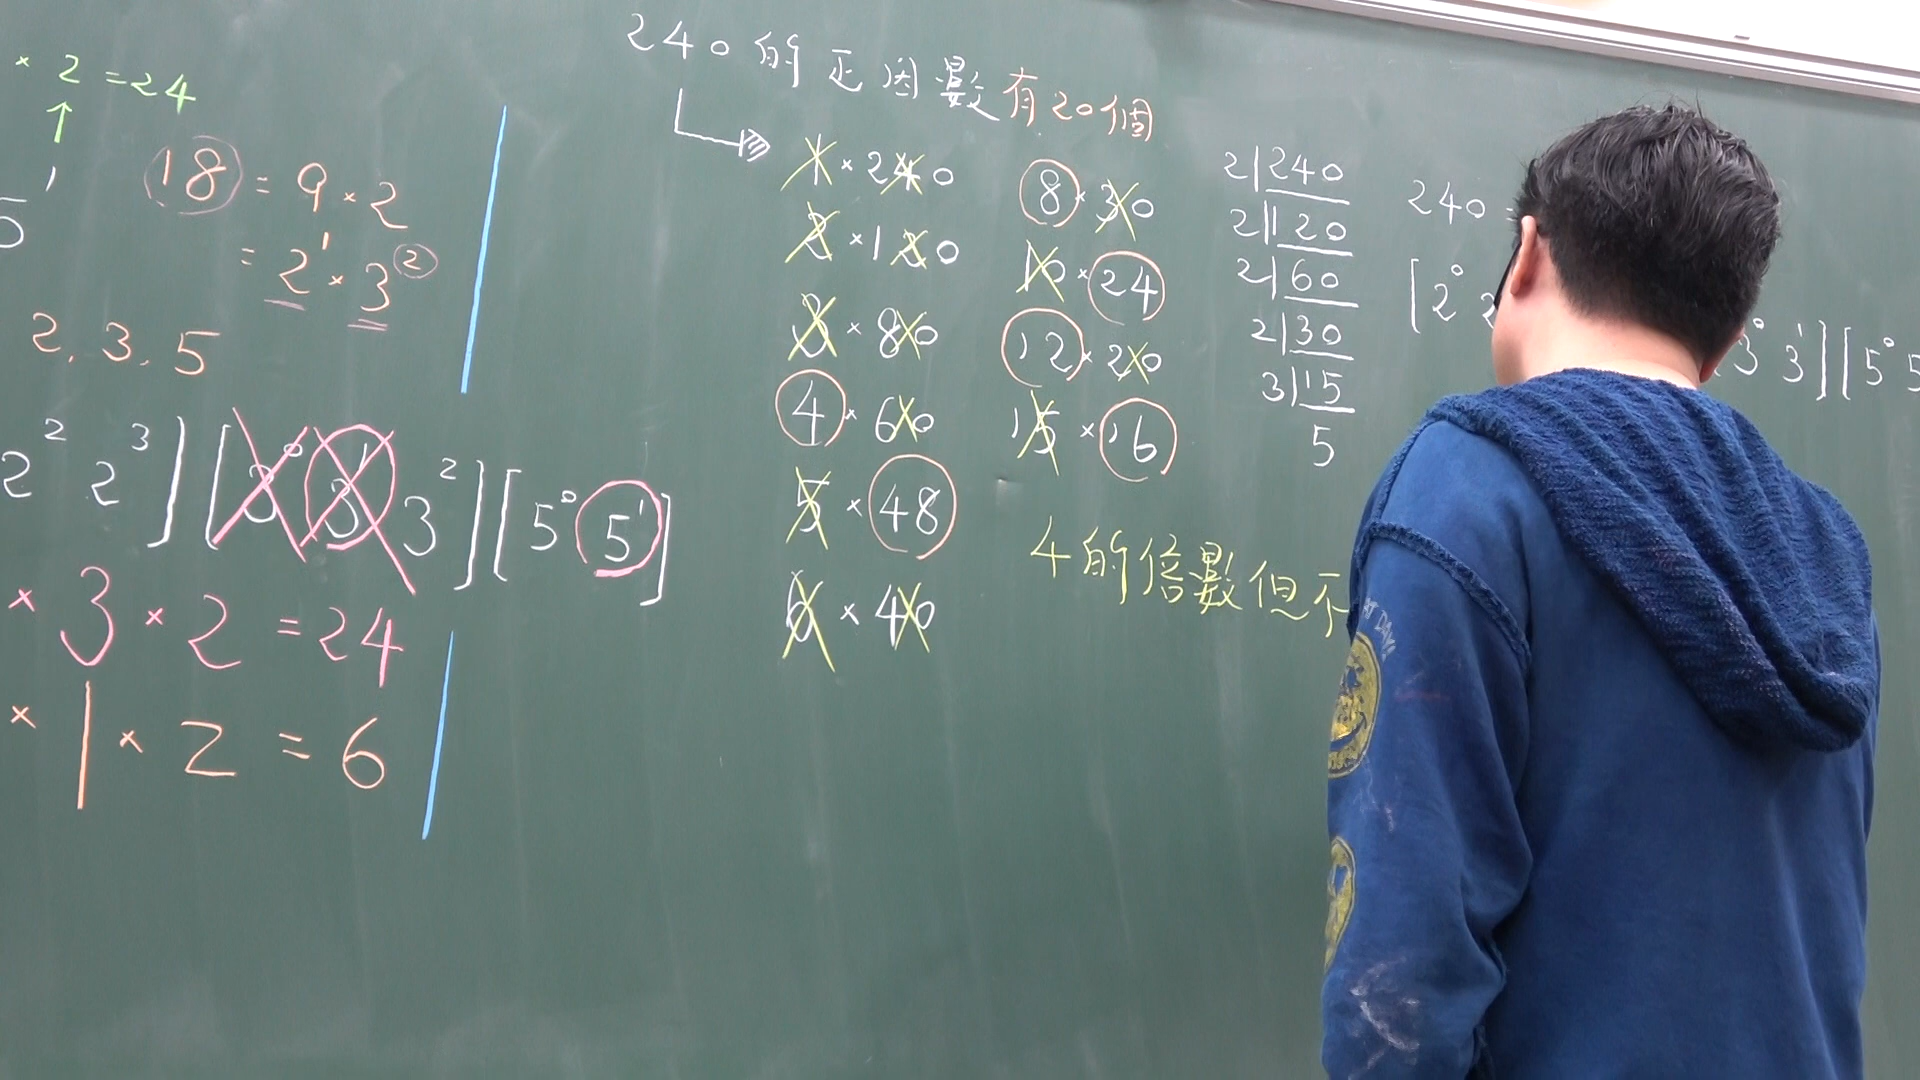 × 2 = 24
↑
5 1
18 = 9 × 2
= 2¹ × 3²
2, 3, 5
2² 2³] [3⁰ 3¹ 3²] [5⁰ 5¹]
× 3 × 2 = 24
× 1 × 2 = 6
240的正因數有20個
1 × 240
2 × 120
3 × 80
4 × 60
5 × 48
6 × 40
8 × 30
10 × 24
12 × 20
15 × 16
4的倍數但不
2|240
2|120
2|60
2|30
3|15
5
240 =
[2⁰ 2
3⁰ 3¹] [5⁰ 5